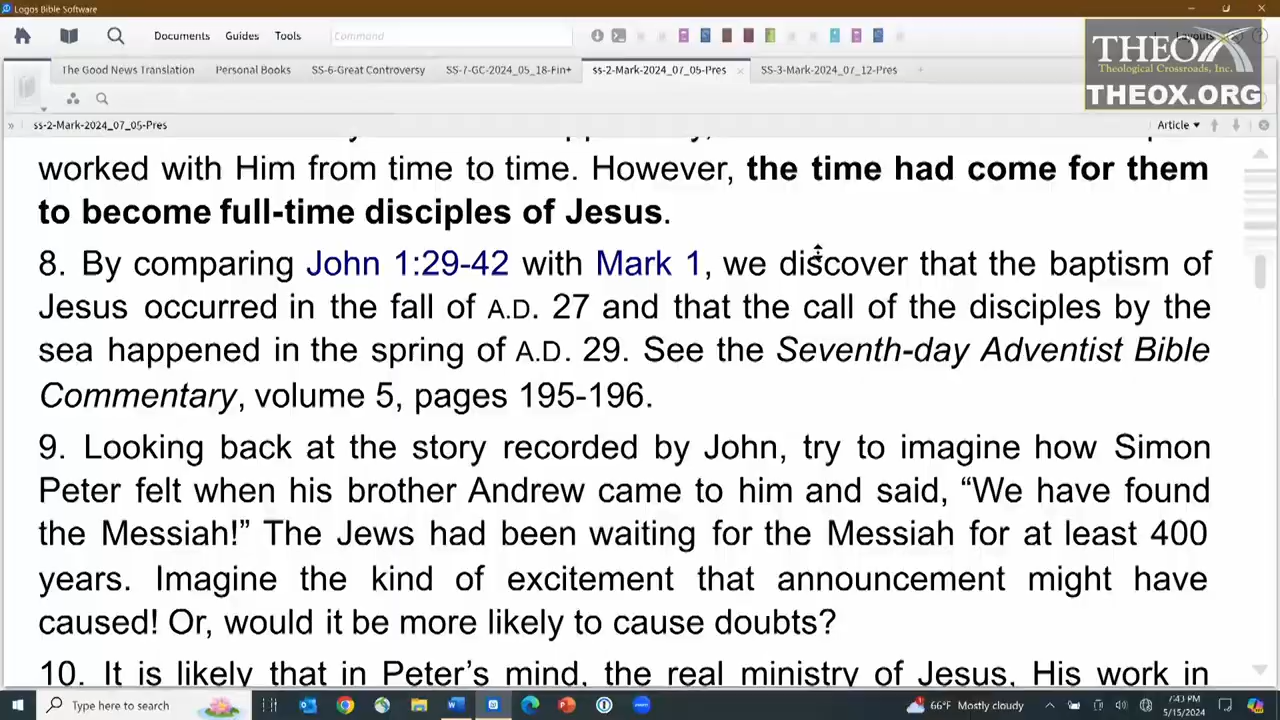 Logos Bible Software
Documents Guides Tools Command Layouts
THEOX
Theological Crossroads, Inc.
THEOX.ORG
The Good News Translation Personal Books SS-6-Great Controversy 05_18-Fin+ ss-2-Mark-2024_07_05-Pres SS-3-Mark-2024_07_12-Pres
ss-2-Mark-2024_07_05-Pres Article
worked with Him from time to time. However, the time had come for them
to become full-time disciples of Jesus.
8. By comparing John 1:29-42 with Mark 1, we discover that the baptism of
Jesus occurred in the fall of A.D. 27 and that the call of the disciples by the
sea happened in the spring of A.D. 29. See the Seventh-day Adventist Bible
Commentary, volume 5, pages 195-196.
9. Looking back at the story recorded by John, try to imagine how Simon
Peter felt when his brother Andrew came to him and said, “We have found
the Messiah!” The Jews had been waiting for the Messiah for at least 400
years. Imagine the kind of excitement that announcement might have
caused! Or, would it be more likely to cause doubts?
10. It is likely that in Peter’s mind, the real ministry of Jesus, His work in
Type here to search 66°F Mostly cloudy 7:43 PM
5/15/2024